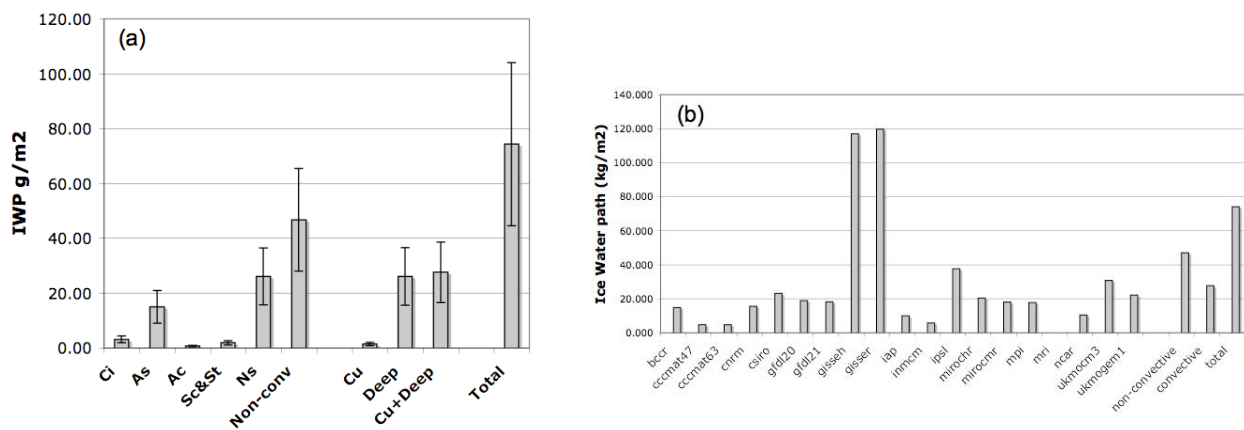 (a)
IWP g/m2
120.00
100.00
80.00
60.00
40.00
20.00
0.00
Ci
As
Ac
Sc&St
Ns
Non-conv
Cu
Deep
Cu+Deep
Total
(b)
Ice Water path (kg/m2)
140.000
120.000
100.000
80.000
60.000
40.000
20.000
0.000
bccr
cccmat47
cccmat63
cnrm
csiro
gfdl20
gfdl21
gisseh
gisser
iap
inmcm
ipsl
mirochr
mirocmr
mpi
mri
ncar
ukmocm3
ukmogem1
non-convective
convective
total